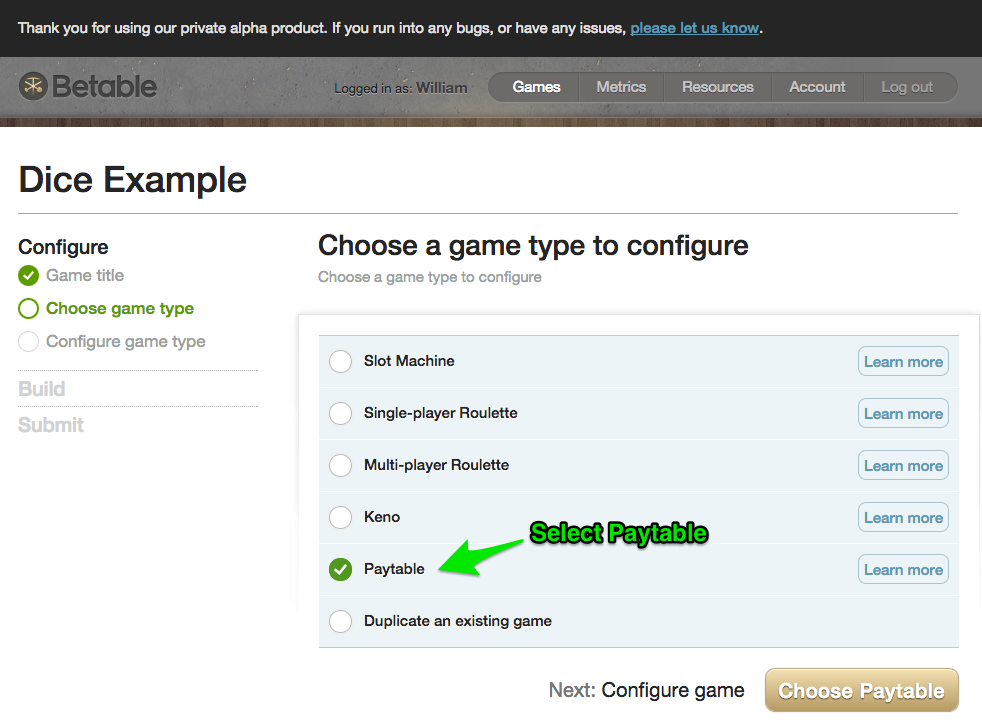 Thank you for using our private alpha product. If you run into any bugs, or have any issues, please let us know.
Betable
Logged in as: William
Games
Metrics
Resources
Account
Log out
Dice Example
Configure
Game title
Choose game type
Configure game type
Build
Submit
Choose a game type to configure
Choose a game type to configure
Slot Machine
Learn more
Single-player Roulette
Learn more
Multi-player Roulette
Learn more
Keno
Learn more
Select Paytable
Paytable
Learn more
Duplicate an existing game
Next: Configure game
Choose Paytable